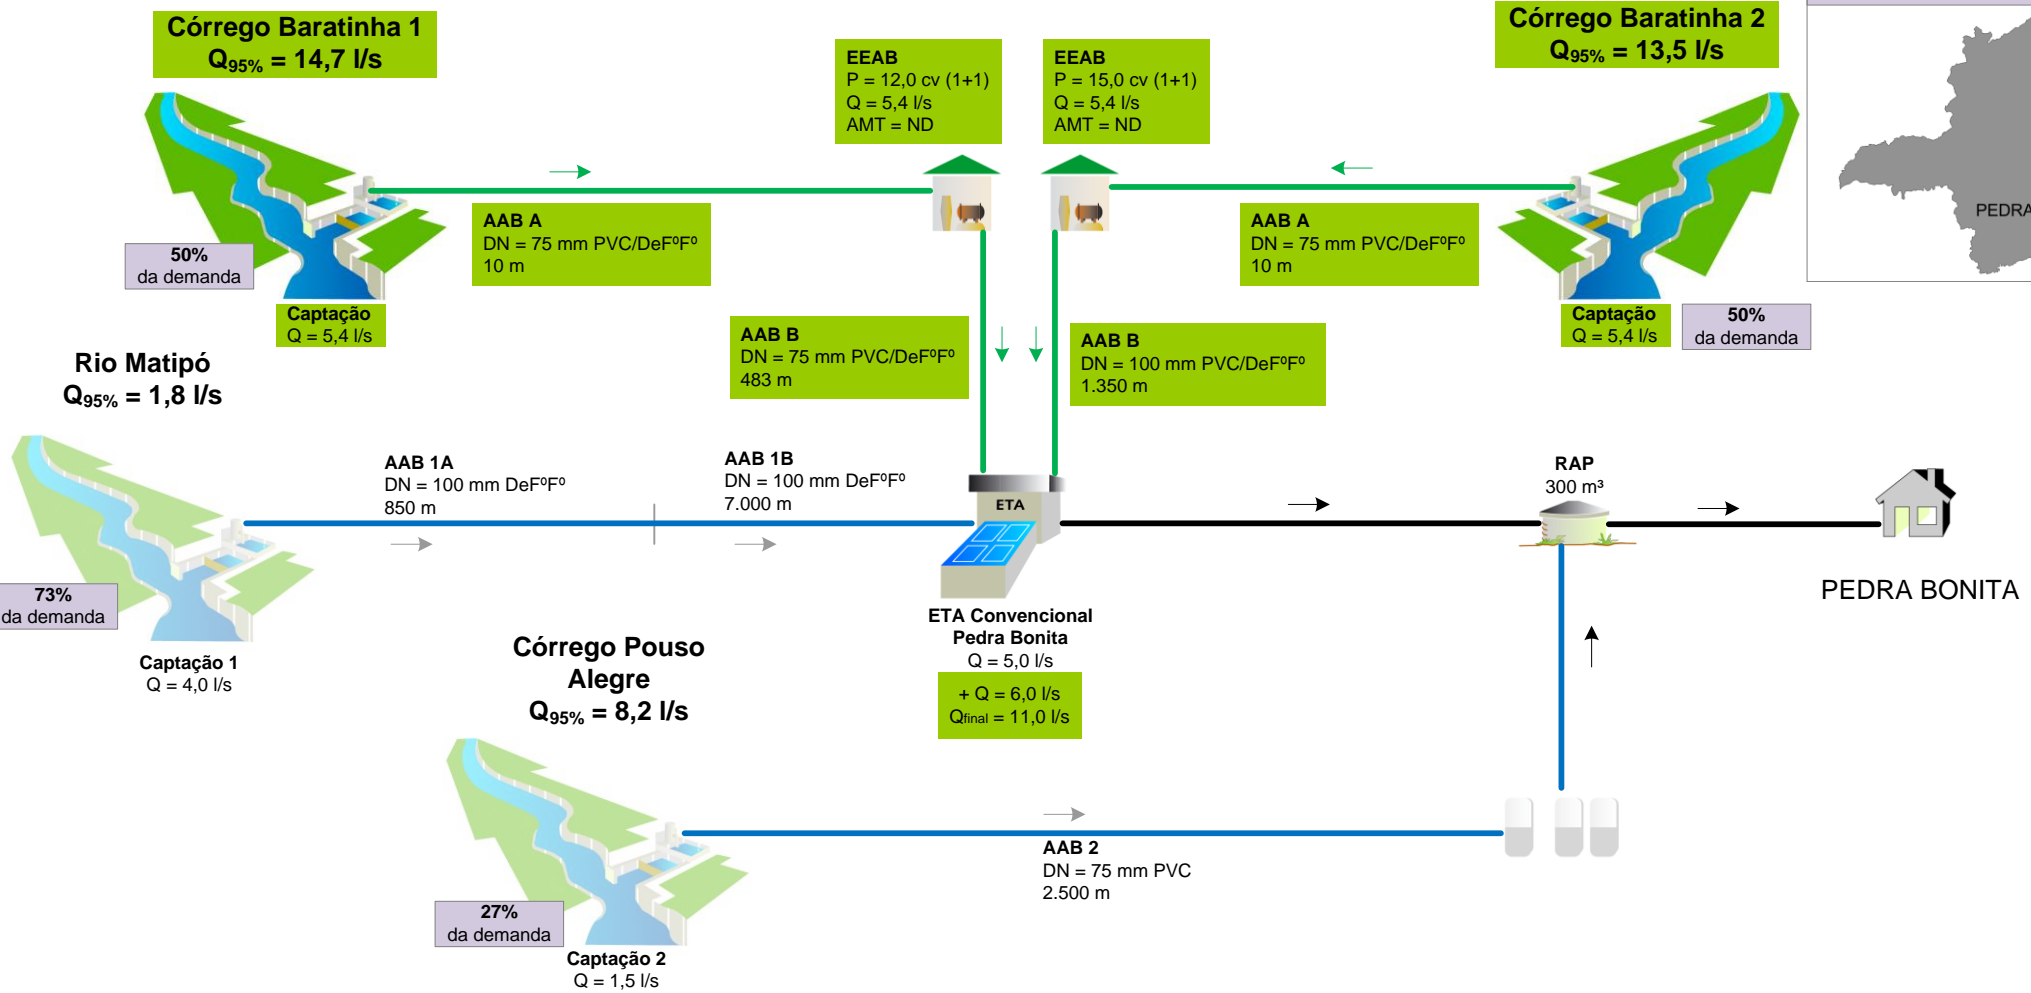 Córrego Baratinha 1
Q95% = 14,7 l/s
EEAB
P = 12,0 cv (1+1)
Q = 5,4 l/s
AMT = ND
EEAB
P = 15,0 cv (1+1)
Q = 5,4 l/s
AMT = ND
Córrego Baratinha 2
Q95% = 13,5 l/s
PEDRA
AAB A
DN = 75 mm PVC/DeFºFº
10 m
AAB A
DN = 75 mm PVC/DeFºFº
10 m
50%
da demanda
Captação
Q = 5,4 l/s
Captação
Q = 5,4 l/s
50%
da demanda
AAB B
DN = 75 mm PVC/DeFºFº
483 m
AAB B
DN = 100 mm PVC/DeFºFº
1.350 m
Rio Matipó
Q95% = 1,8 l/s
AAB 1A
DN = 100 mm DeFºFº
850 m
AAB 1B
DN = 100 mm DeFºFº
7.000 m
ETA
RAP
300 m³
PEDRA BONITA
73%
da demanda
Captação 1
Q = 4,0 l/s
ETA Convencional
Pedra Bonita
Q = 5,0 l/s
+ Q = 6,0 l/s
Qfinal = 11,0 l/s
Córrego Pouso
Alegre
Q95% = 8,2 l/s
AAB 2
DN = 75 mm PVC
2.500 m
27%
da demanda
Captação 2
Q = 1,5 l/s